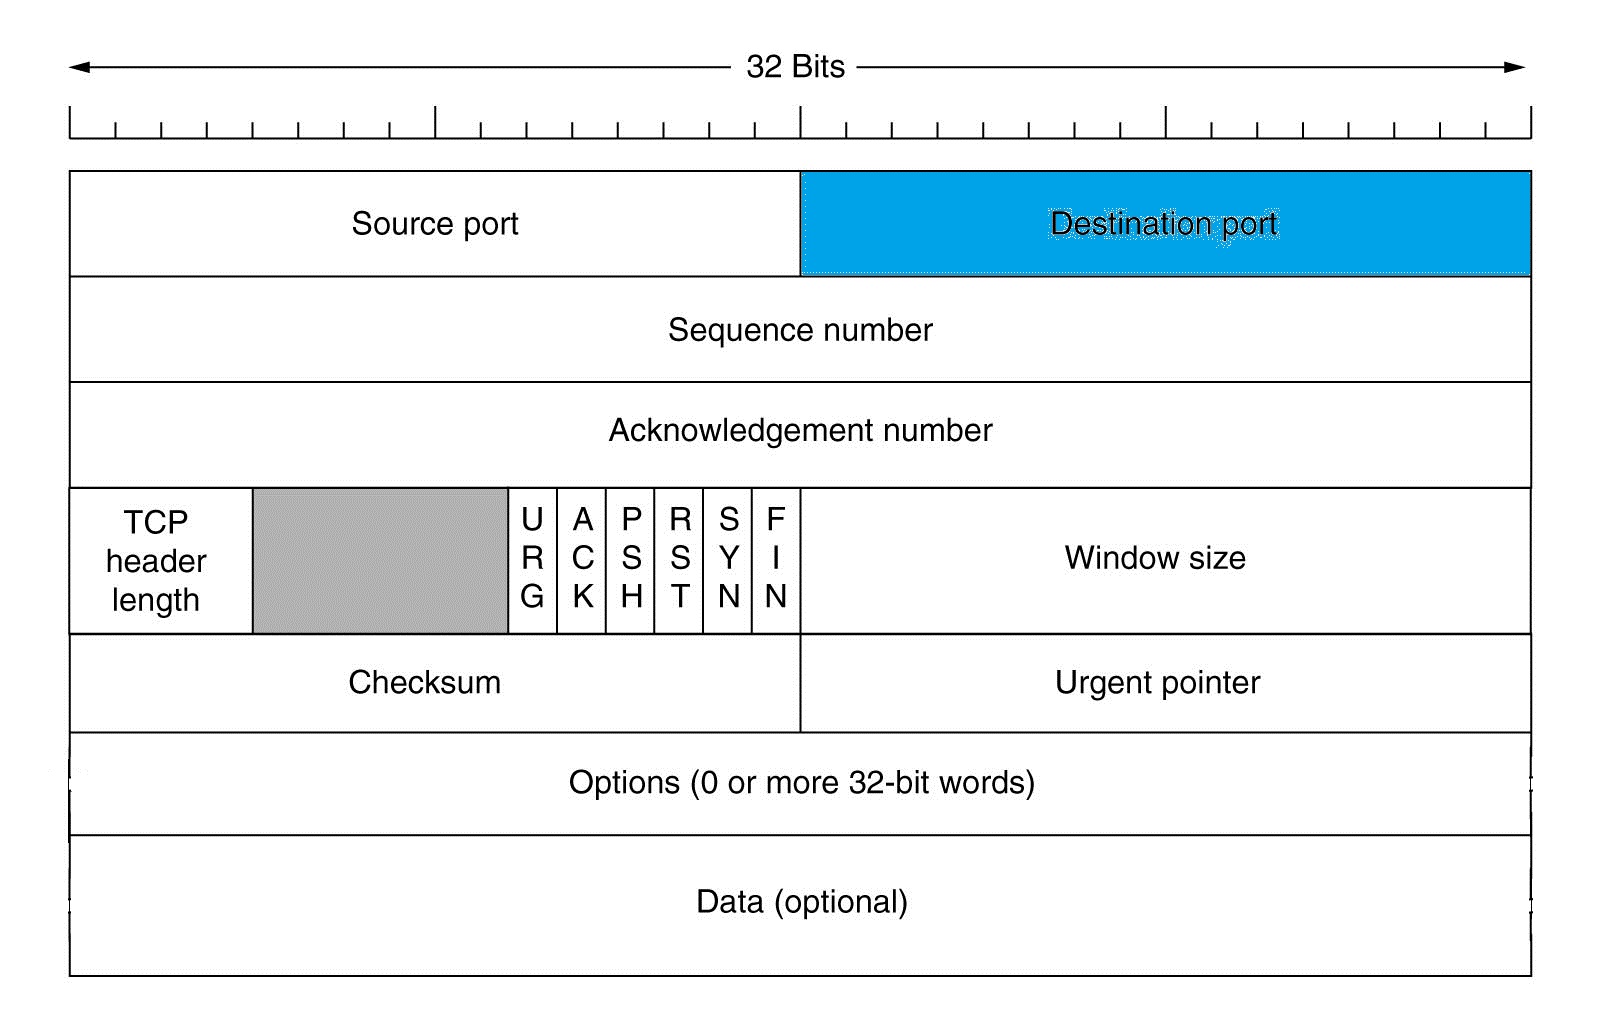 32 Bits
Source port
Destination port
Sequence number
Acknowledgement number
TCP
header
length
URG
ACK
PSH
RST
SYN
FIN
Window size
Checksum
Urgent pointer
Options (0 or more 32-bit words)
Data (optional)